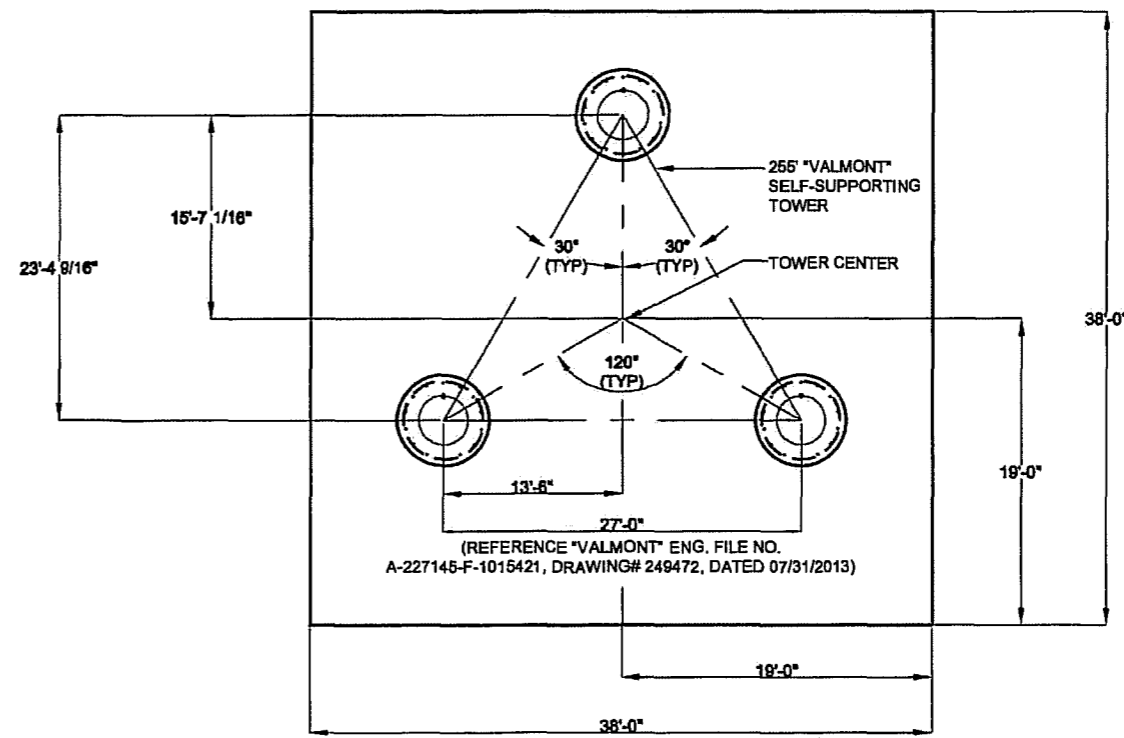 255' "VALMONT"
SELF-SUPPORTING
TOWER
15'-7 1/16"
23'-4 9/16"
30°
(TYP)
30°
(TYP)
TOWER CENTER
38'-0"
120°
(TYP)
19'-0"
13'-6"
27'-0"
(REFERENCE "VALMONT" ENG. FILE NO.
A-227145-F-1015421, DRAWING# 249472, DATED 07/31/2013)
19'-0"
38'-0"